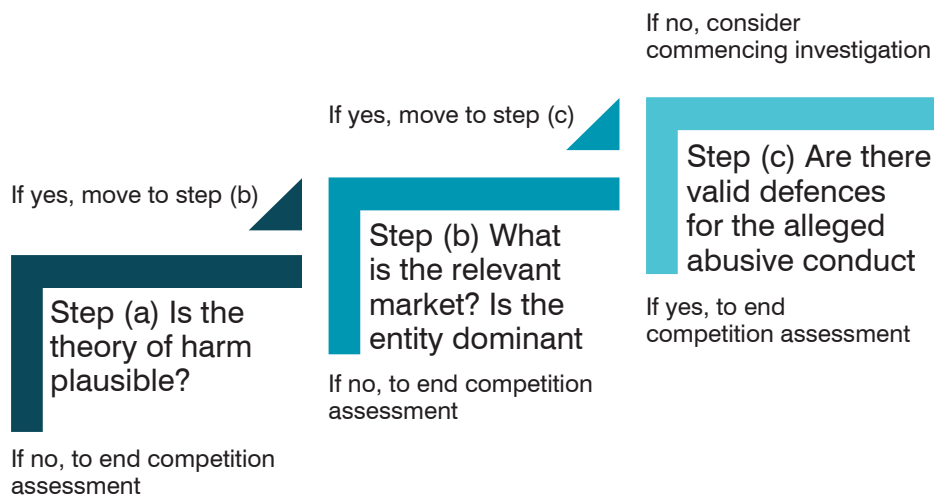 If yes, move to step (b)
Step (a) Is the
theory of harm
plausible?
If no, to end competition
assessment
If yes, move to step (c)
Step (b) What
is the relevant
market? Is the
entity dominant
If no, to end competition
assessment
If no, consider
commencing investigation
Step (c) Are there
valid defences
for the alleged
abusive conduct
If yes, to end
competition assessment